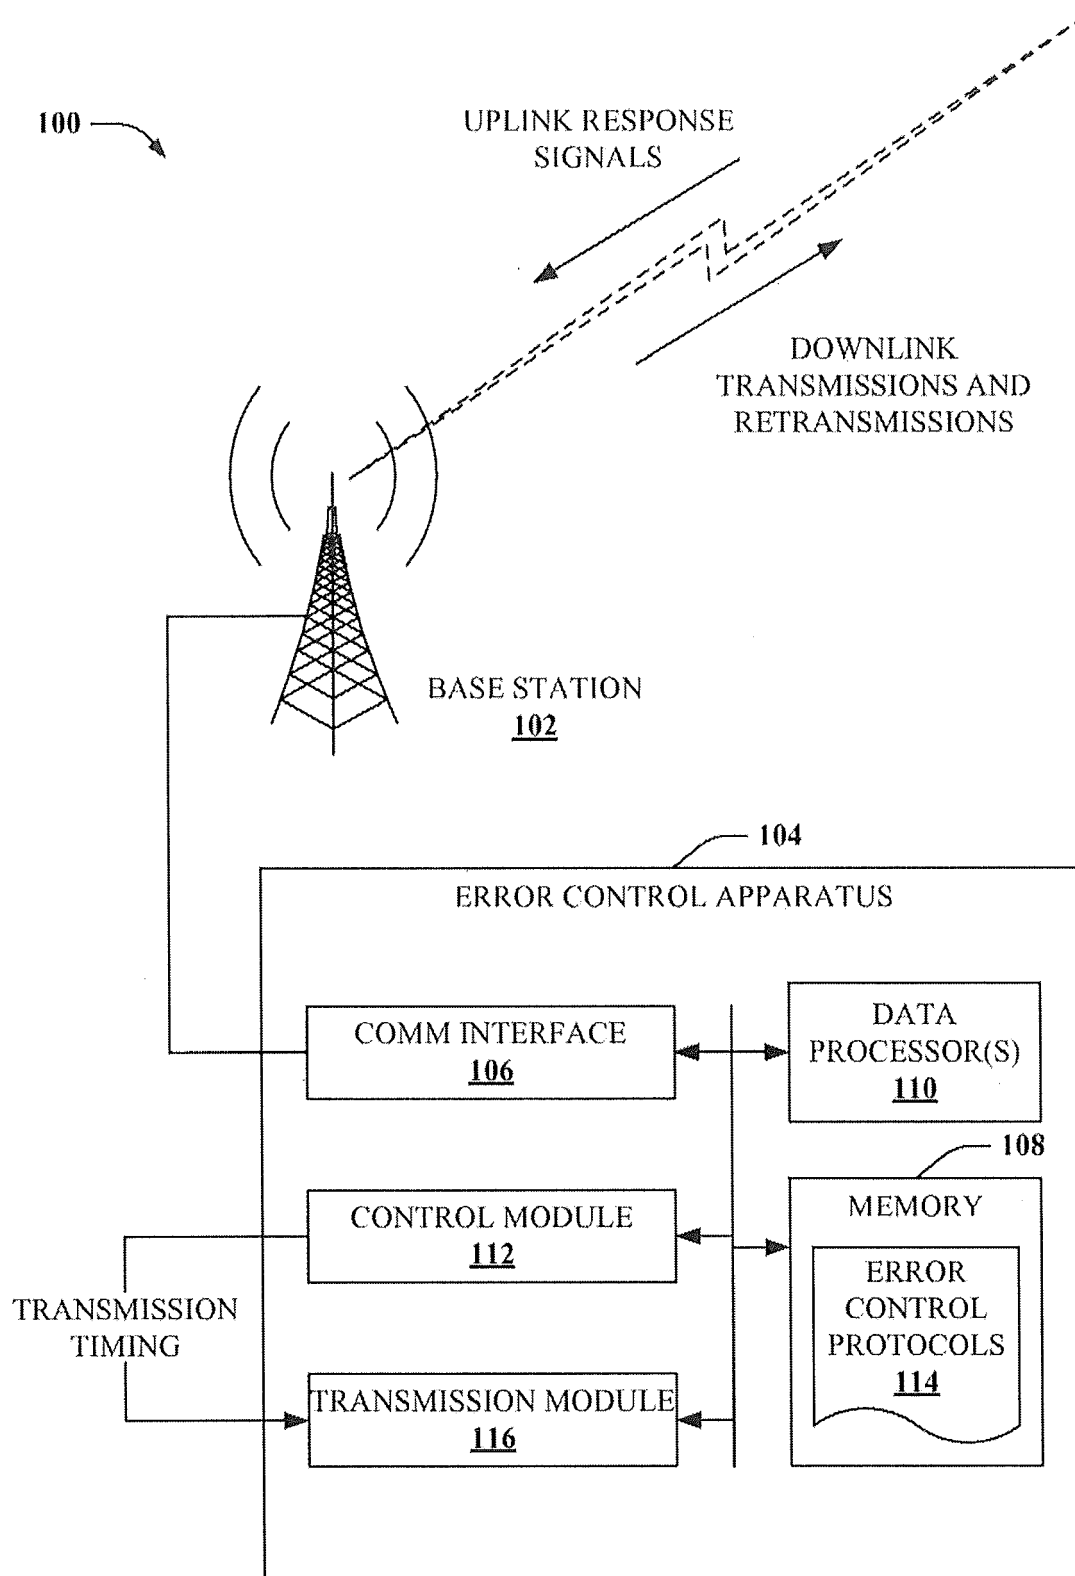 100
UPLINK RESPONSE
SIGNALS
DOWNLINK
TRANSMISSIONS AND
RETRANSMISSIONS
BASE STATION
102
104
ERROR CONTROL APPARATUS
COMM INTERFACE
106
DATA
PROCESSOR(S)
110
108
CONTROL MODULE
112
MEMORY
ERROR
CONTROL
PROTOCOLS
114
TRANSMISSION
TIMING
TRANSMISSION MODULE
116